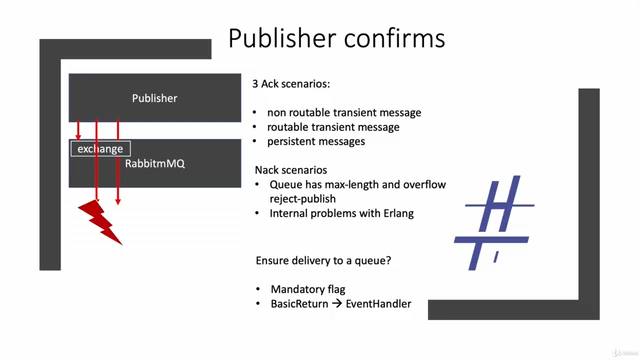 Publisher confirms
Publisher
exchange
RabbitmMQ
3 Ack scenarios:
• non routable transient message
• routable transient message
• persistent messages
Nack scenarios
• Queue has max-length and overflow
reject-publish
• Internal problems with Erlang
Ensure delivery to a queue?
• Mandatory flag
• BasicReturn → EventHandler